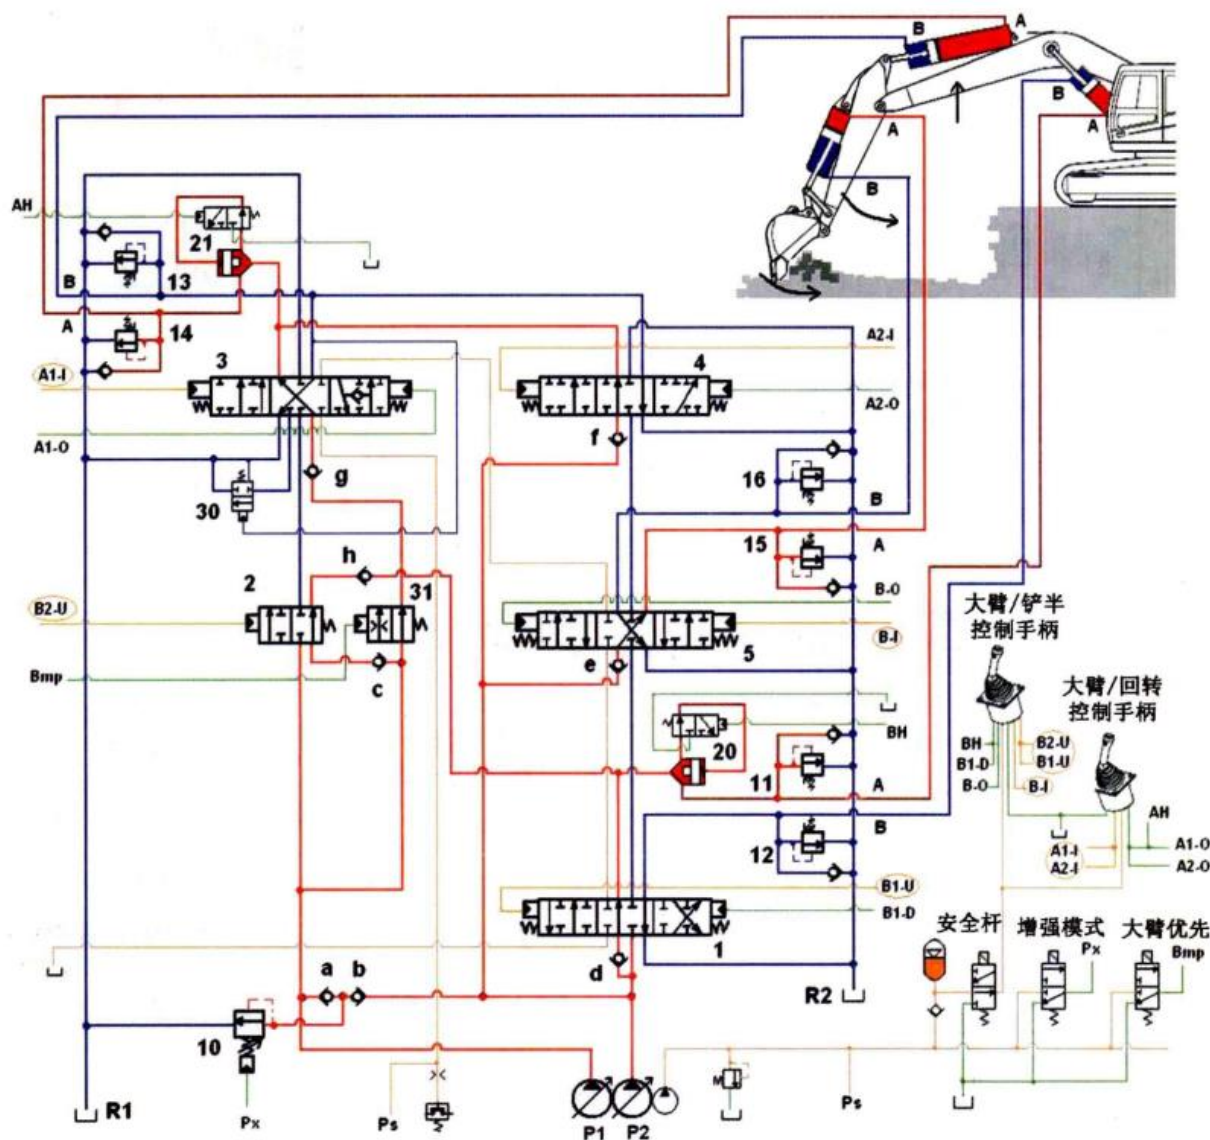 A
B
B
A
A
B
AH
21
B
13
A
14
3
4
A2-I
A1-I
A2-O
A1-O
f
g
30
16
B
15
A
h
B-O
2
31
大臂/铲半
控制手柄
B2-U
B-I
e
5
c
Bmp
大臂/回转
控制手柄
BH
20
BH
B2-U
B1-D
B1-U
11
A
B-O
B-I
B
AH
12
A1-I
A1-O
A2-I
A2-O
B1-U
B1-D
安全杆
增强模式
大臂优先
1
Px
Bmp
d
a
b
R2
10
M
R1
Px
Ps
P1
P2
Ps